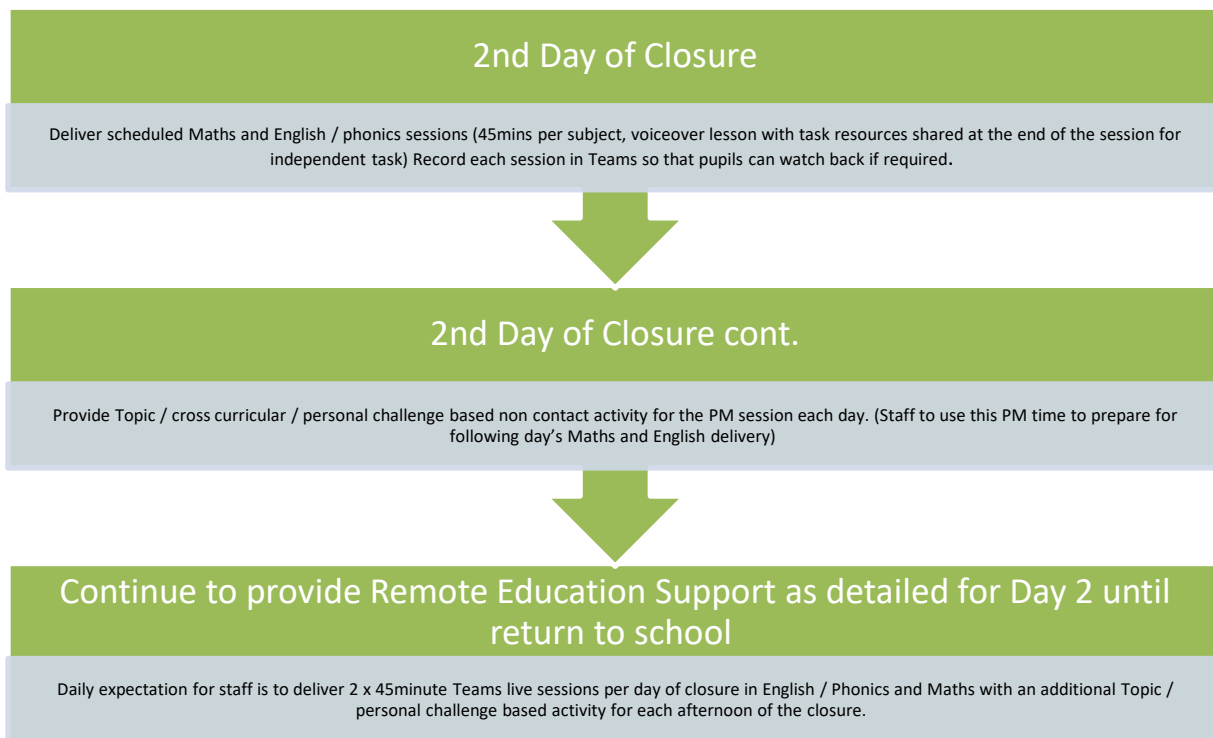 2nd Day of Closure
Deliver scheduled Maths and English / phonics sessions (45mins per subject, voiceover lesson with task resources shared at the end of the session for
independent task) Record each session in Teams so that pupils can watch back if required.
2nd Day of Closure cont.
Provide Topic / cross curricular / personal challenge based non contact activity for the PM session each day. (Staff to use this PM time to prepare for
following day's Maths and English delivery)
Continue to provide Remote Education Support as detailed for Day 2 until
return to school
Daily expectation for staff is to deliver 2 x 45minute Teams live sessions per day of closure in English / Phonics and Maths with an additional Topic /
personal challenge based activity for each afternoon of the closure.